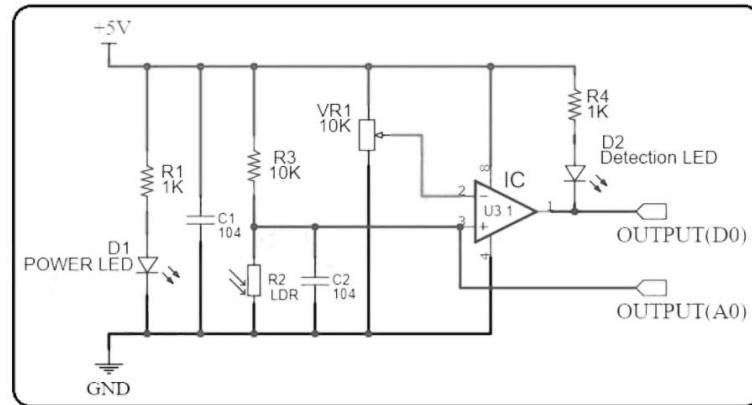 +5V
R1
1K
C1
104
R3
10K
VR1
10K
R4
1K
D2
Detection LED
8
IC
2
−
U3.1
1
3
+
4
D1
POWER LED
R2
LDR
C2
104
OUTPUT(D0)
OUTPUT(A0)
GND